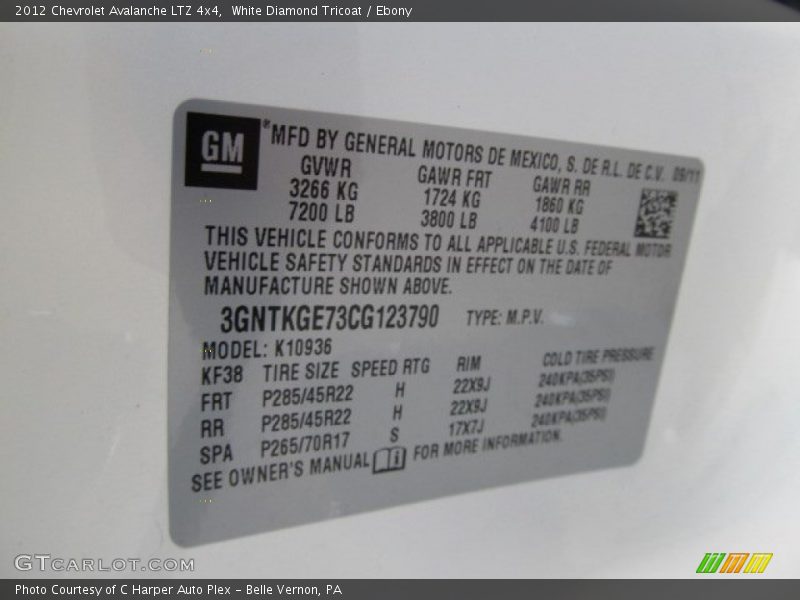 2012 Chevrolet Avalanche LTZ 4x4, White Diamond Tricoat / Ebony
GM
*MFD BY GENERAL MOTORS DE MEXICO, S. DE R.L. DE C.V. 09/11
GVWR GAWR FRT GAWR RR
3266 KG 1724 KG 1860 KG
7200 LB 3800 LB 4100 LB
THIS VEHICLE CONFORMS TO ALL APPLICABLE U.S. FEDERAL MOTOR
VEHICLE SAFETY STANDARDS IN EFFECT ON THE DATE OF
MANUFACTURE SHOWN ABOVE.
3GNTKGE73CG123790 TYPE: M.P.V.
MODEL: K10936
KF38 TIRE SIZE SPEED RTG RIM COLD TIRE PRESSURE
FRT P285/45R22 H 22X9J 240KPA(35PSI)
RR P285/45R22 H 22X9J 240KPA(35PSI)
SPA P265/70R17 S 17X7J 240KPA(35PSI)
SEE OWNER'S MANUAL FOR MORE INFORMATION.
GTCARLOT.COM
Photo Courtesy of C Harper Auto Plex - Belle Vernon, PA